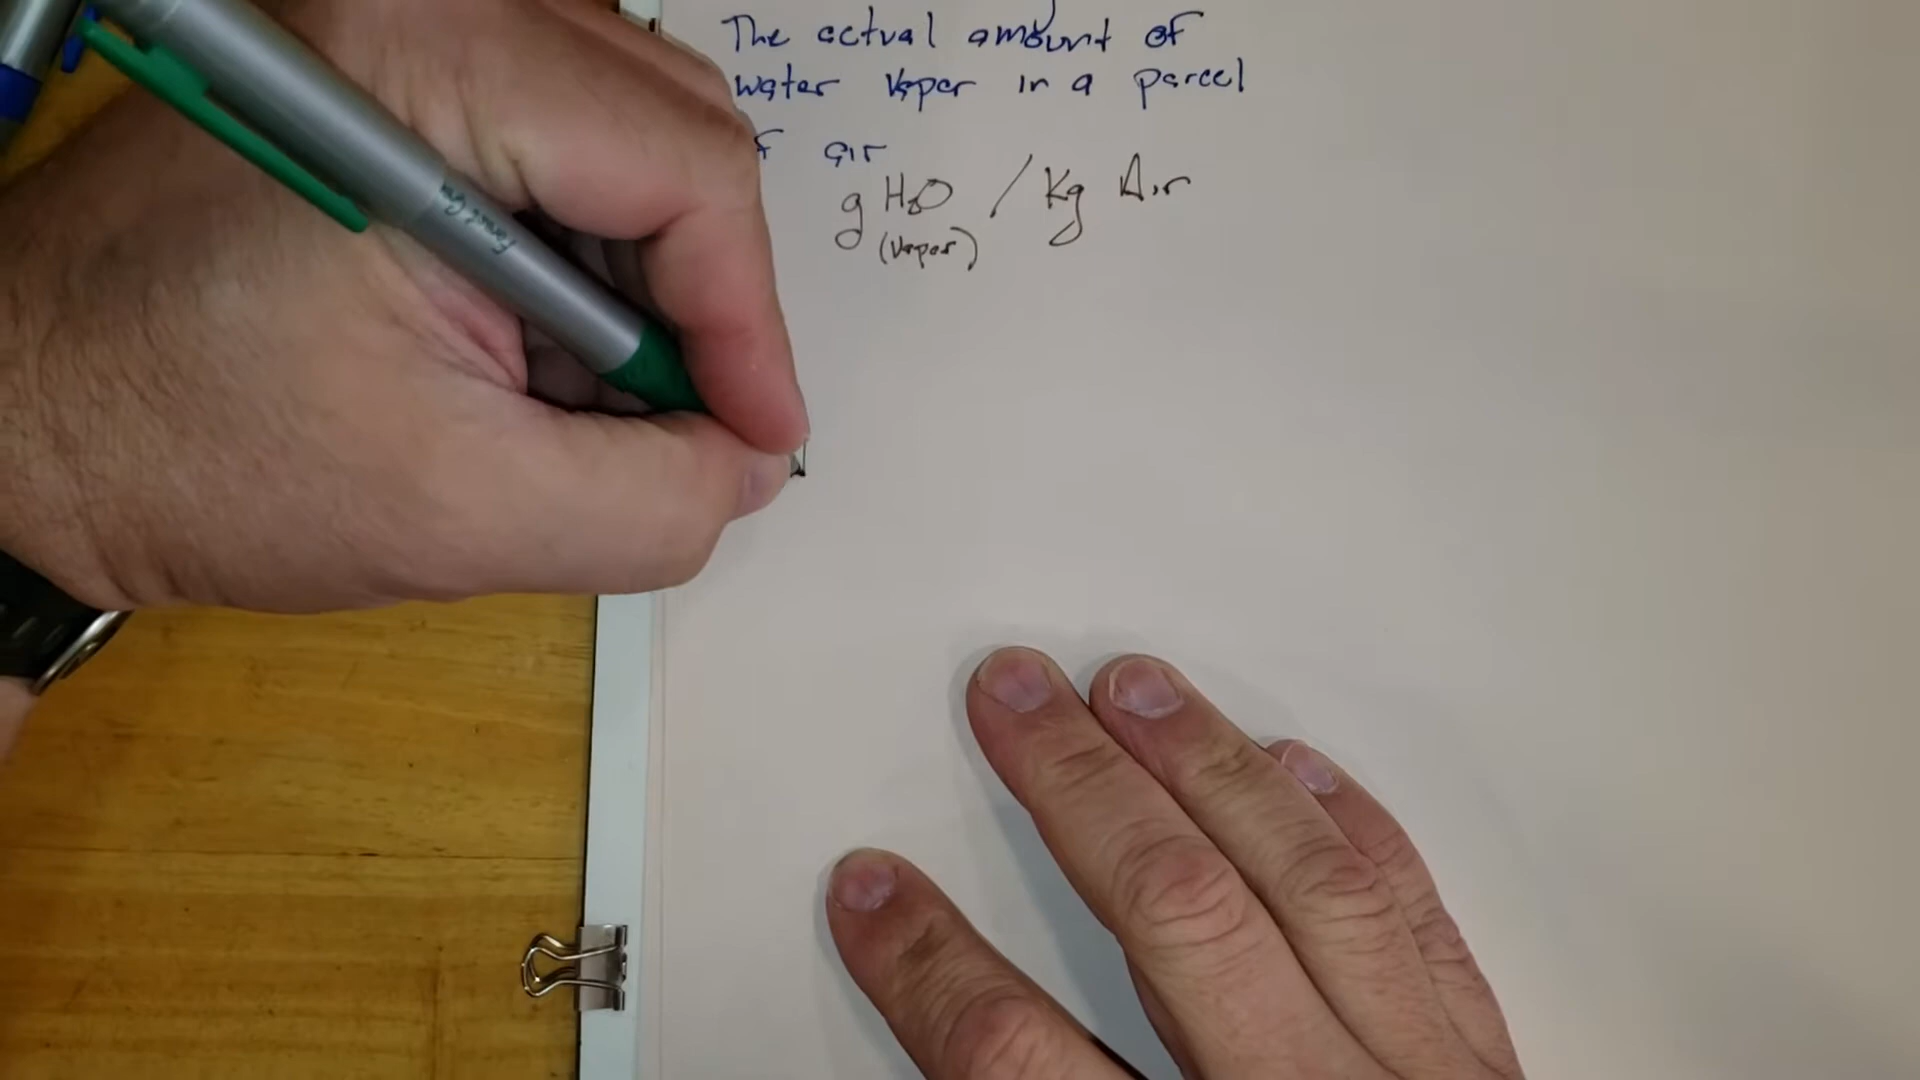 The actual amount of
water vapor in a parcel
f air
g H2O / Kg Air
(vapor)